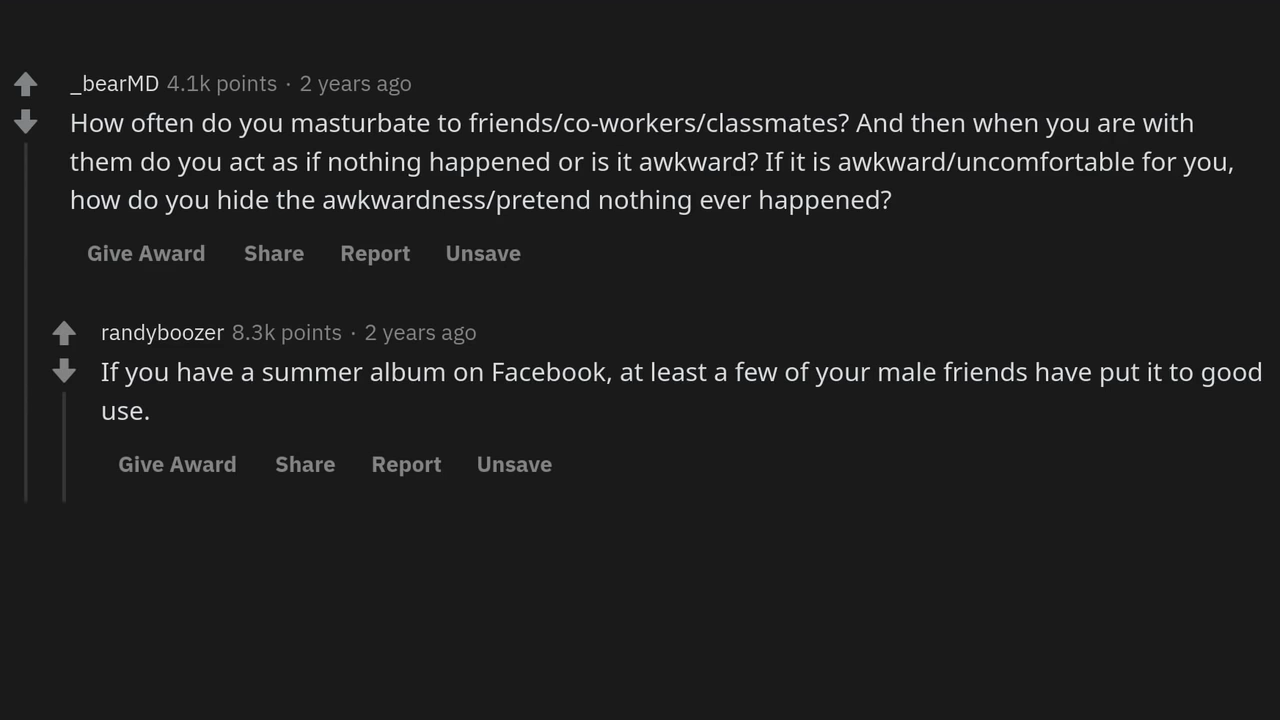 _bearMD 4.1k points · 2 years ago
How often do you masturbate to friends/co-workers/classmates? And then when you are with
them do you act as if nothing happened or is it awkward? If it is awkward/uncomfortable for you,
how do you hide the awkwardness/pretend nothing ever happened?
Give Award Share Report Unsave
randyboozer 8.3k points · 2 years ago
If you have a summer album on Facebook, at least a few of your male friends have put it to good
use.
Give Award Share Report Unsave